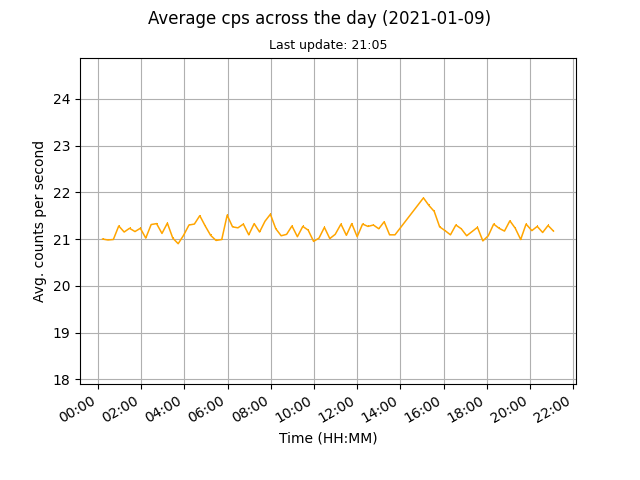 Average cps across the day (2021-01-09)
Last update: 21:05
24
23
22
21
20
19
18
Avg. counts per second
00:00 02:00 04:00 06:00 08:00 10:00 12:00 14:00 16:00 18:00 20:00 22:00
Time (HH:MM)